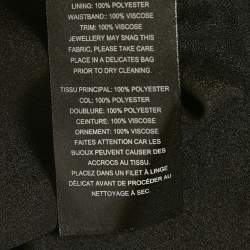 LINING: 100% POLYESTER
WAISTBAND:: 100% VISCOSE
TRIM: 100% VISCOSE
JEWELLERY MAY SNAG THIS
FABRIC, PLEASE TAKE CARE
PLACE IN A DELICATES BAG
PRIOR TO DRY CLEANING.
TISSU PRINCIPAL: 100% POLYESTER
COL: 100% POLYESTER
DOUBLURE: 100% POLYESTER
CEINTURE: 100% VISCOSE
ORNEMENT: 100% VISCOSE
FAITES ATTENTION CAR LES
BIJOUX PEUVENT CAUSER DES
ACCROCS AU TISSU.
PLACEZ DANS UN FILET À LINGE
DÉLICAT AVANT DE PROCÉDER AU
NETTOYAGE À SEC.